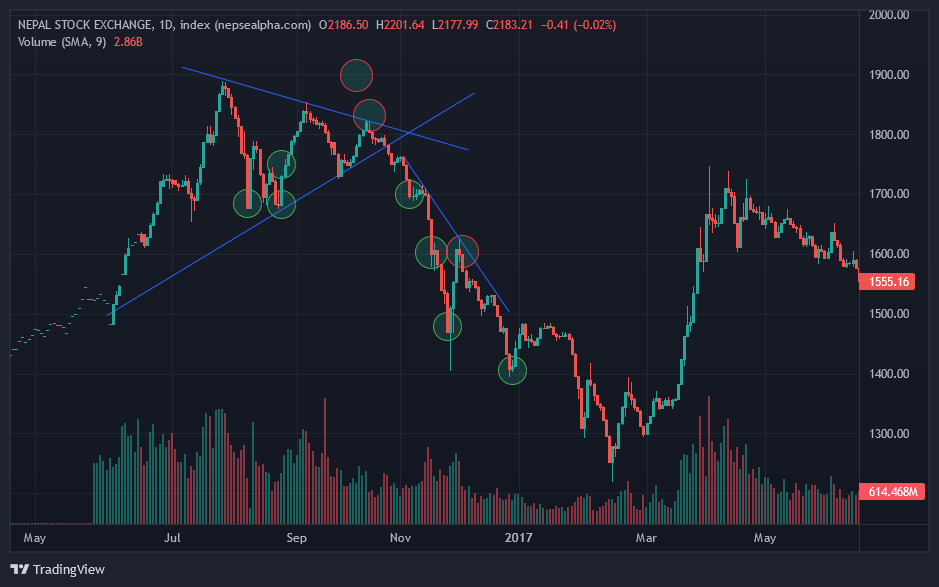 NEPAL STOCK EXCHANGE, 1D, index (nepsealpha.com) O2186.50 H2201.64 L2177.99 C2183.21 −0.41 (−0.02%)
Volume (SMA, 9) 2.86B
2000.00
1900.00
1800.00
1700.00
1600.00
1555.16
1500.00
1400.00
1300.00
614.468M
May Jul Sep Nov 2017 Mar May
TradingView